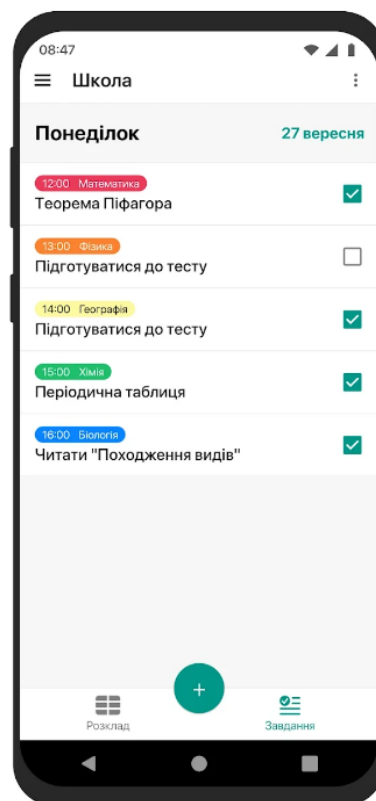 08:47
Школа
Понеділок 27 вересня
12:00 Математика
Теорема Піфагора
13:00 Фізика
Підготуватися до тесту
14:00 Географія
Підготуватися до тесту
15:00 Хімія
Періодична таблиця
16:00 Біологія
Читати "Походження видів"
Розклад Завдання